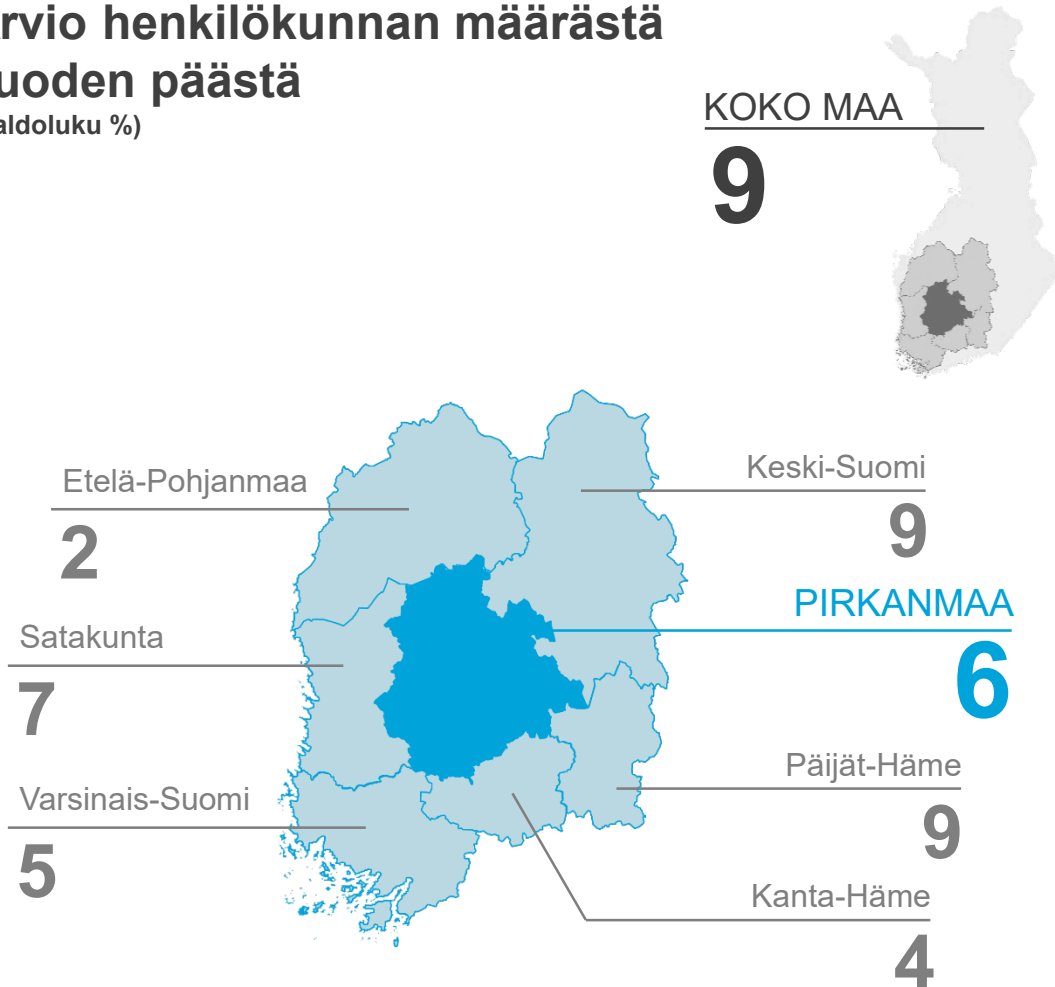 rvio henkilökunnan määrästä
uoden päästä
aldoluku %)
KOKO MAA
9
Etelä-Pohjanmaa
2
Keski-Suomi
9
PIRKANMAA
6
Satakunta
7
Päijät-Häme
9
Varsinais-Suomi
5
Kanta-Häme
4